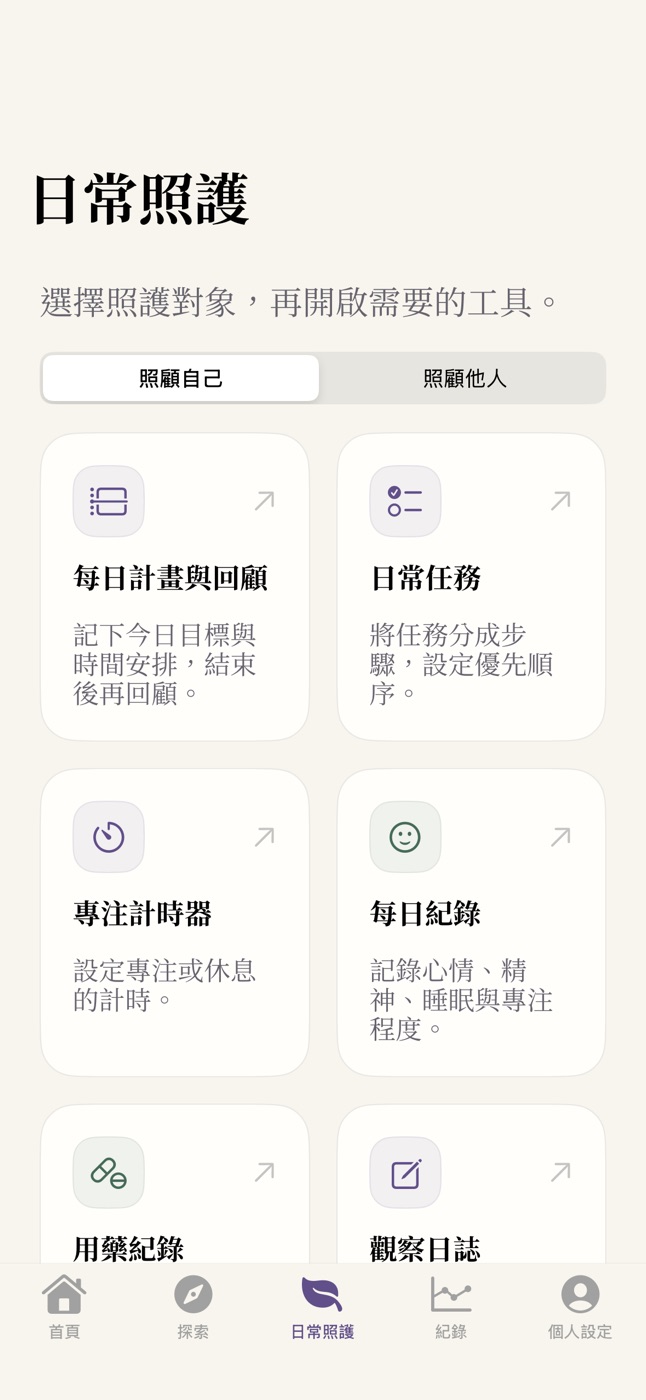 日常照護
選擇照護對象，再開啟需要的工具。
照顧自己
照顧他人
每日計畫與回顧
記下今日目標與
時間安排，結束
後再回顧。
日常任務
將任務分成步
驟，設定優先順
序。
專注計時器
設定專注或休息
的計時。
每日紀錄
記錄心情、精
神、睡眠與專注
程度。
用藥紀錄
觀察日誌
首頁
探索
日常照護
紀錄
個人設定